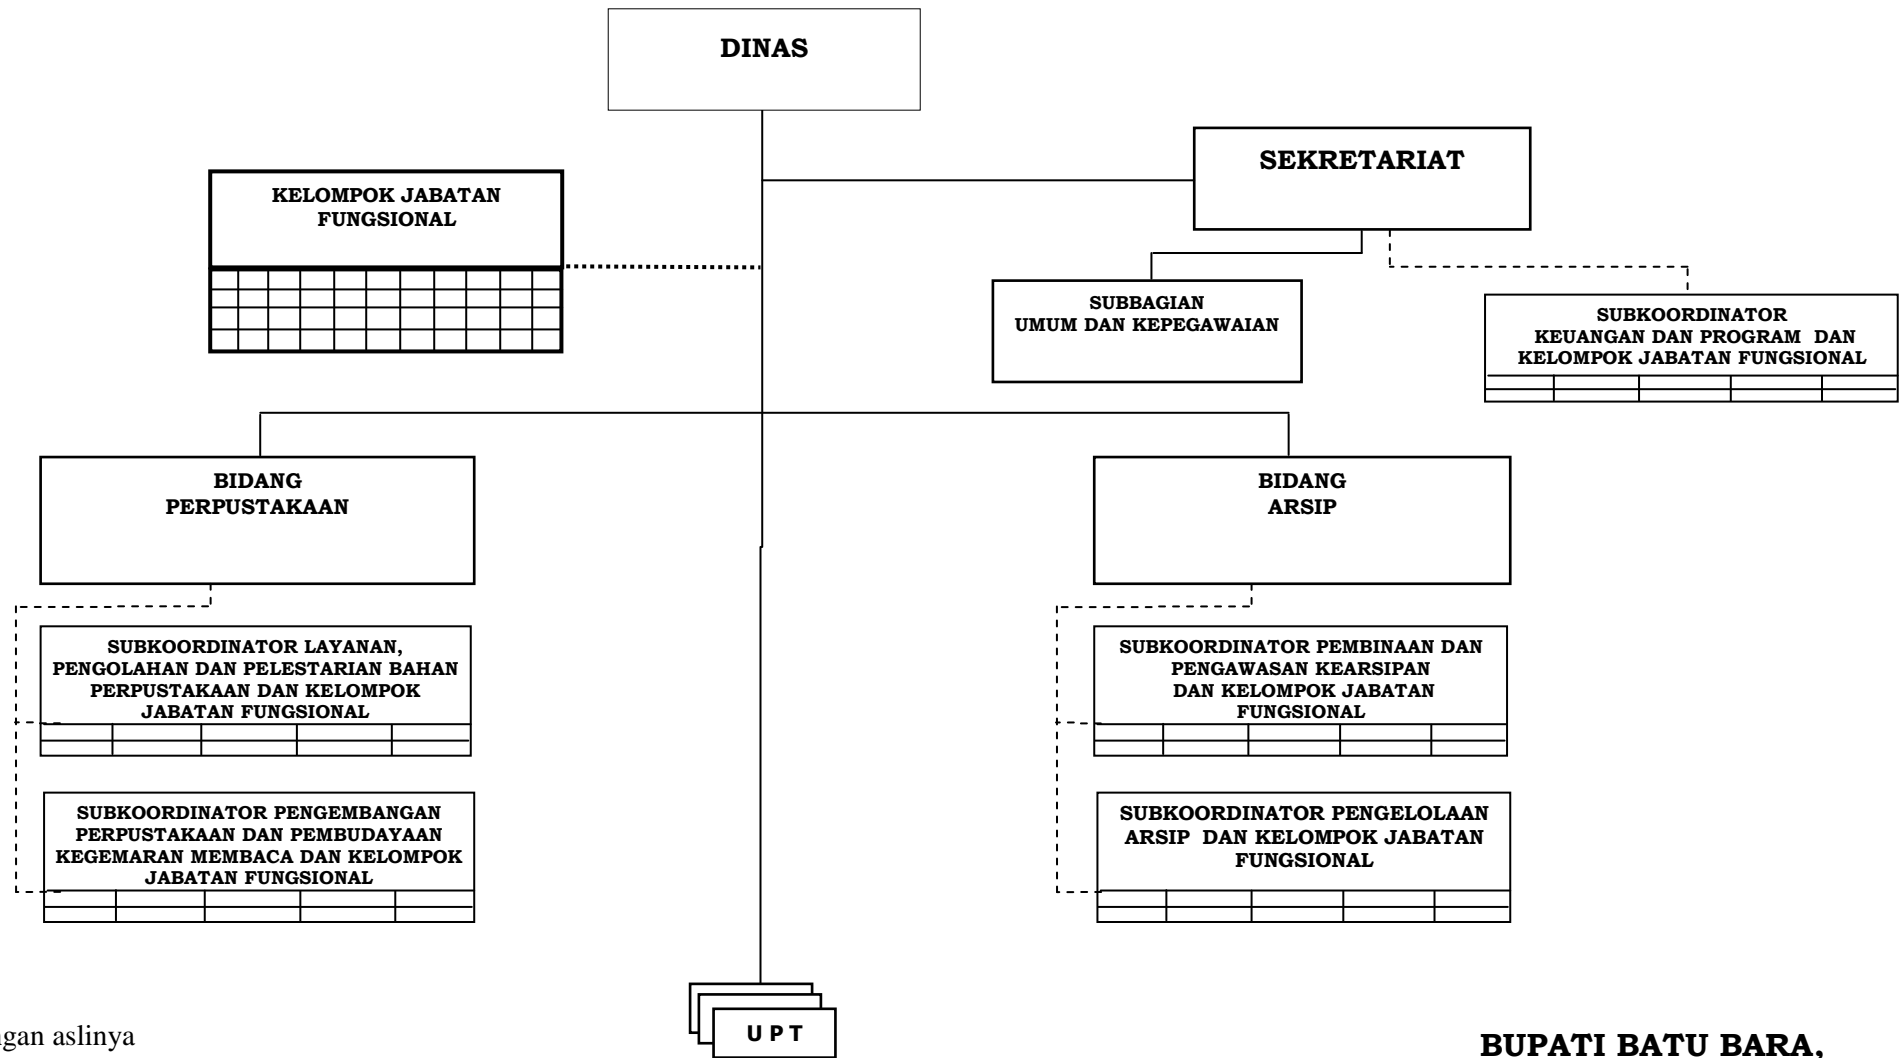 DINAS
SEKRETARIAT
KELOMPOK JABATAN
FUNGSIONAL
SUBBAGIAN
UMUM DAN KEPEGAWAIAN
SUBKOORDINATOR
KEUANGAN DAN PROGRAM DAN
KELOMPOK JABATAN FUNGSIONAL
BIDANG
PERPUSTAKAAN
BIDANG
ARSIP
SUBKOORDINATOR LAYANAN,
PENGOLAHAN DAN PELESTARIAN BAHAN
PERPUSTAKAAN DAN KELOMPOK
JABATAN FUNGSIONAL
SUBKOORDINATOR PEMBINAAN DAN
PENGAWASAN KEARSIPAN
DAN KELOMPOK JABATAN
FUNGSIONAL
SUBKOORDINATOR PENGEMBANGAN
PERPUSTAKAAN DAN PEMBUDAYAAN
KEGEMARAN MEMBACA DAN KELOMPOK
JABATAN FUNGSIONAL
SUBKOORDINATOR PENGELOLAAN
ARSIP DAN KELOMPOK JABATAN
FUNGSIONAL
UPT
aslinya
BUPATI BATU BARA,